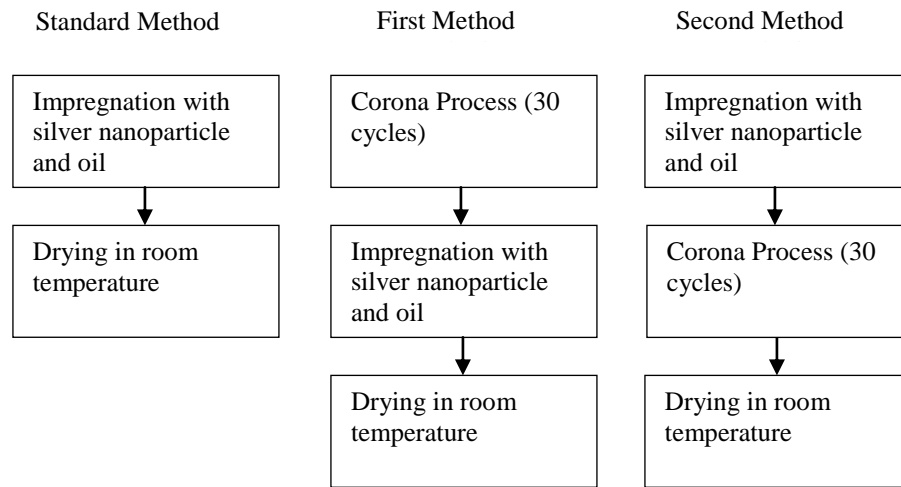 Standard Method
First Method
Second Method
Impregnation with
silver nanoparticle
and oil
Drying in room
temperature
Corona Process (30
cycles)
Impregnation with
silver nanoparticle
and oil
Drying in room
temperature
Impregnation with
silver nanoparticle
and oil
Corona Process (30
cycles)
Drying in room
temperature